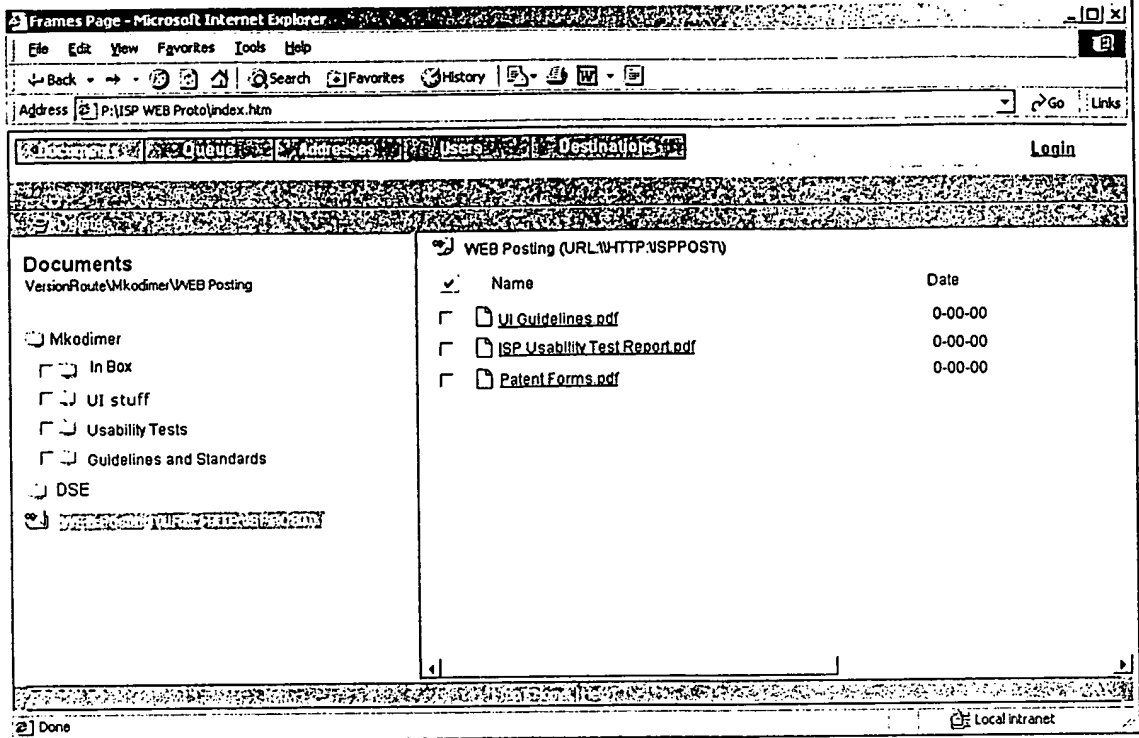 Frames Page - Microsoft Internet Explorer
File Edit View Favorites Tools Help
Back Search Favorites History
Address P:\ISP WEB Proto\index.htm Go Links
Documents Queue Addresses Users Destinations Login
Documents
VersionRoute\Mkodimer\WEB Posting
Mkodimer
In Box
UI stuff
Usability Tests
Guidelines and Standards
DSE
WEB Posting (URL:\\HTTP:\ISPPOST\)
Name Date
UI Guidelines.pdf 0-00-00
ISP Usability Test Report.pdf 0-00-00
Patent Forms.pdf 0-00-00
Done Local intranet